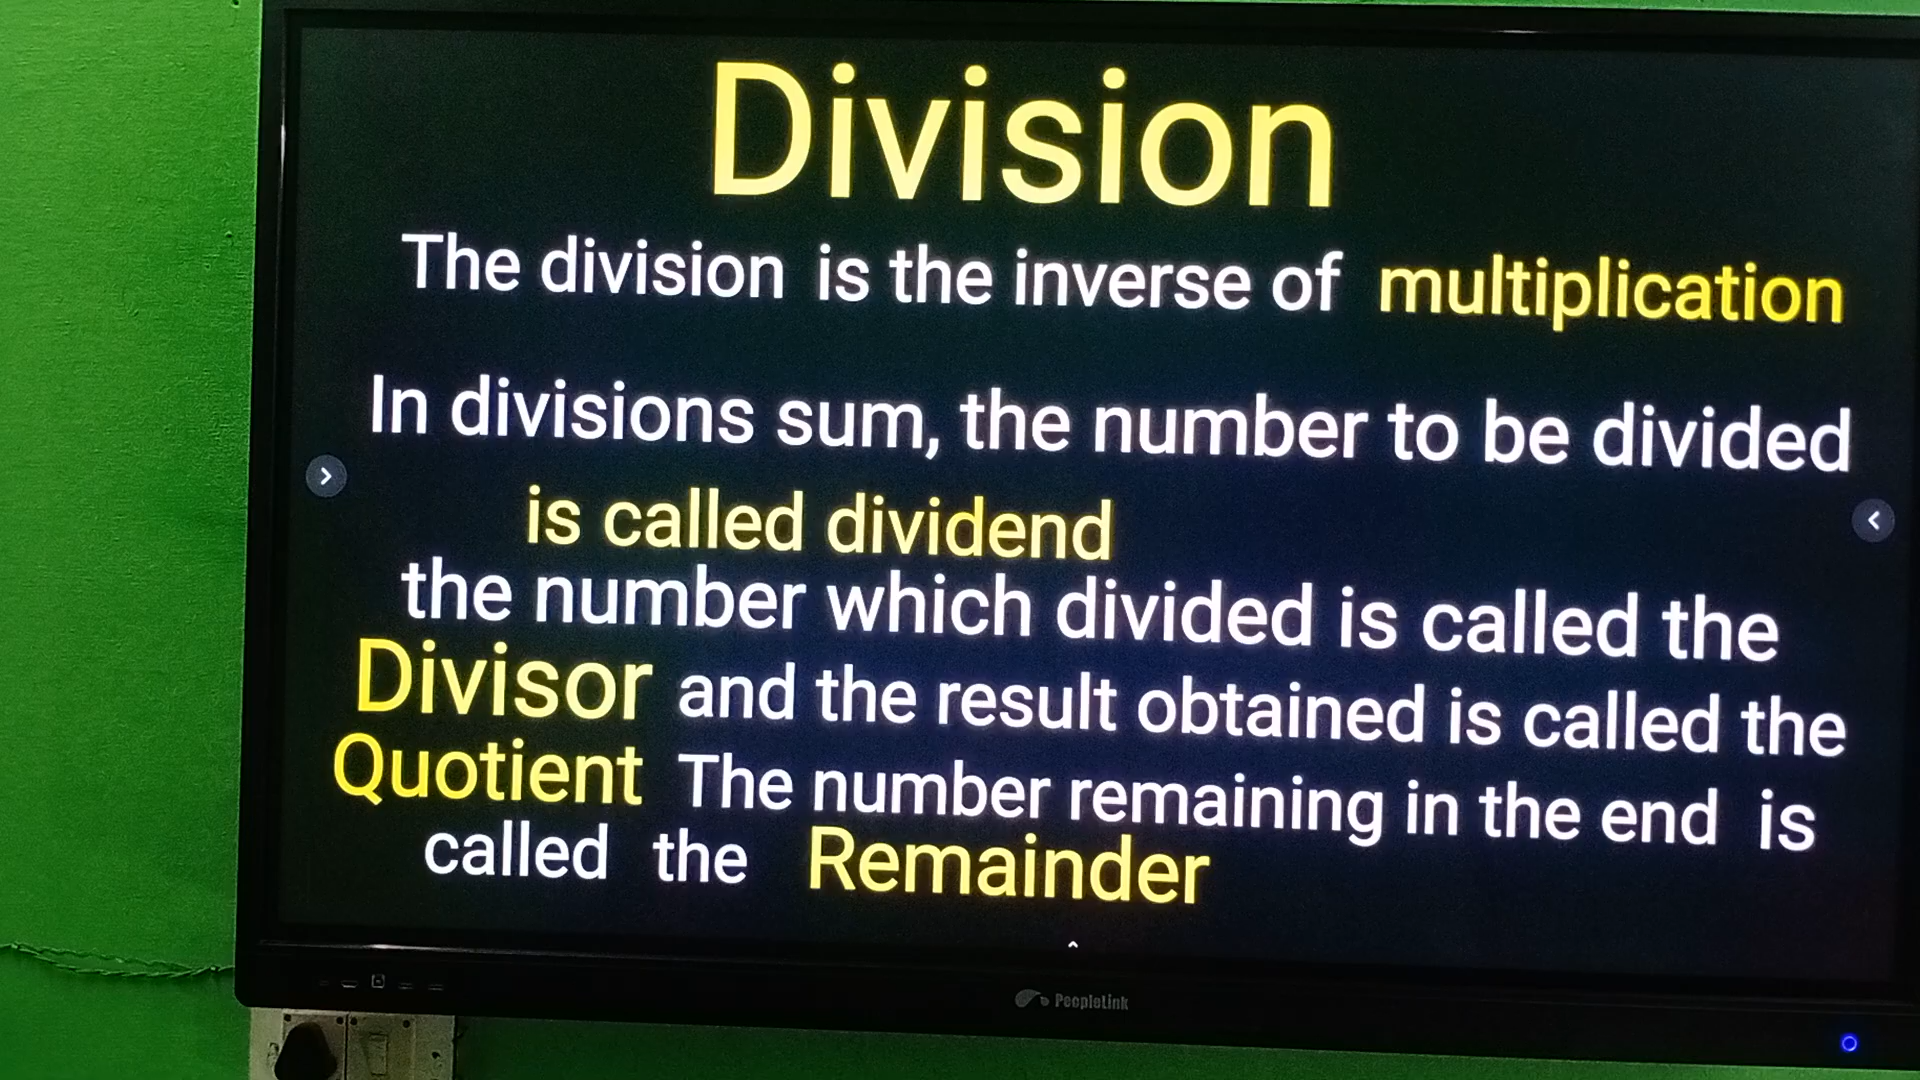 Division
The division is the inverse of multiplication
In divisions sum, the number to be divided
is called dividend
the number which divided is called the
Divisor and the result obtained is called the
Quotient The number remaining in the end is
called the Remainder
PeopleLink